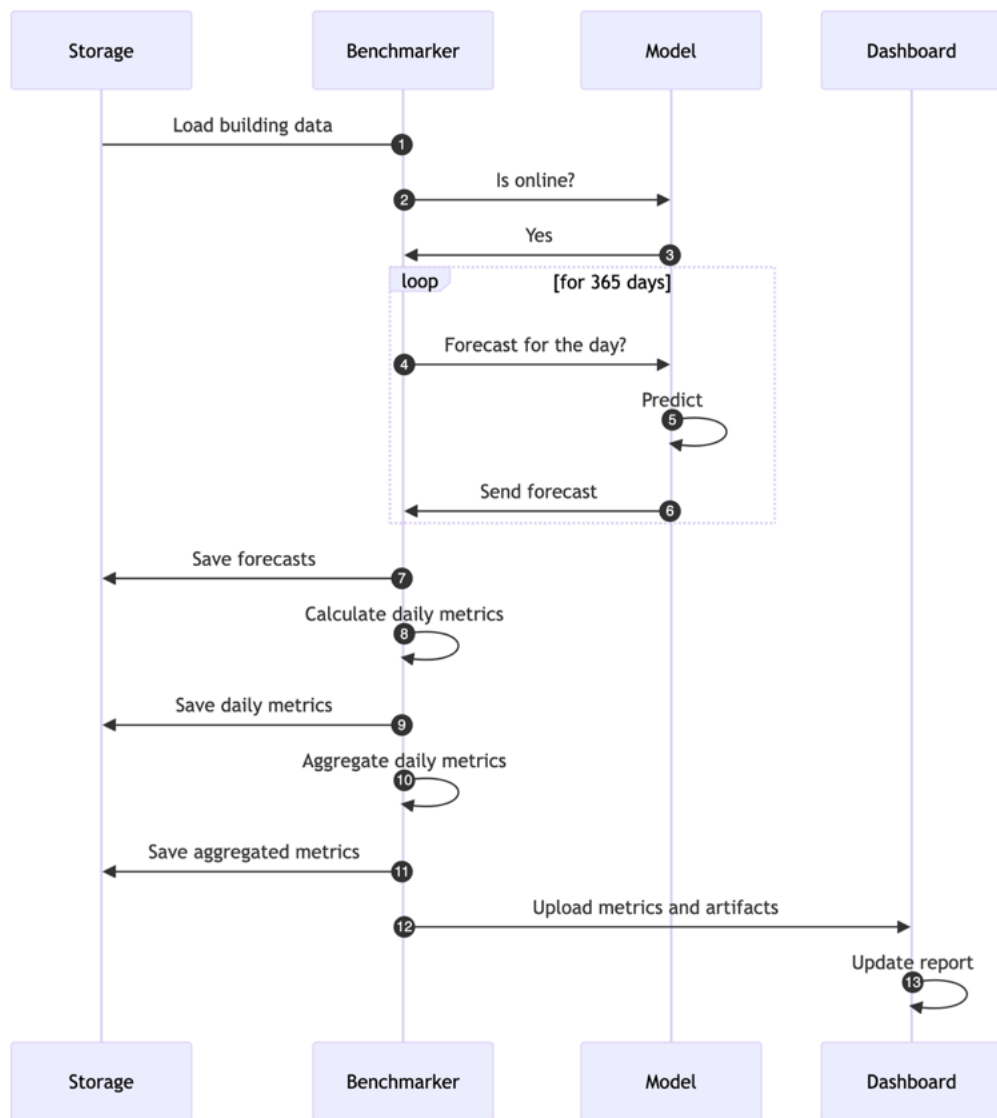 Storage
Benchmarker
Model
Dashboard
Load building data
1
Is online?
2
Yes
3
loop
[for 365 days]
Forecast for the day?
4
Predict
5
Send forecast
6
Save forecasts
7
Calculate daily metrics
8
Save daily metrics
9
Aggregate daily metrics
10
Save aggregated metrics
11
Upload metrics and artifacts
12
Update report
13
Storage
Benchmarker
Model
Dashboard